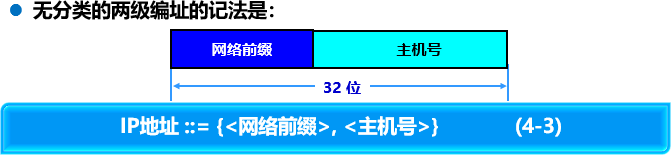 无分类的两级编址的记法是：
网络前缀 主机号
32 位
IP地址 ::= {<网络前缀>, <主机号>} (4-3)